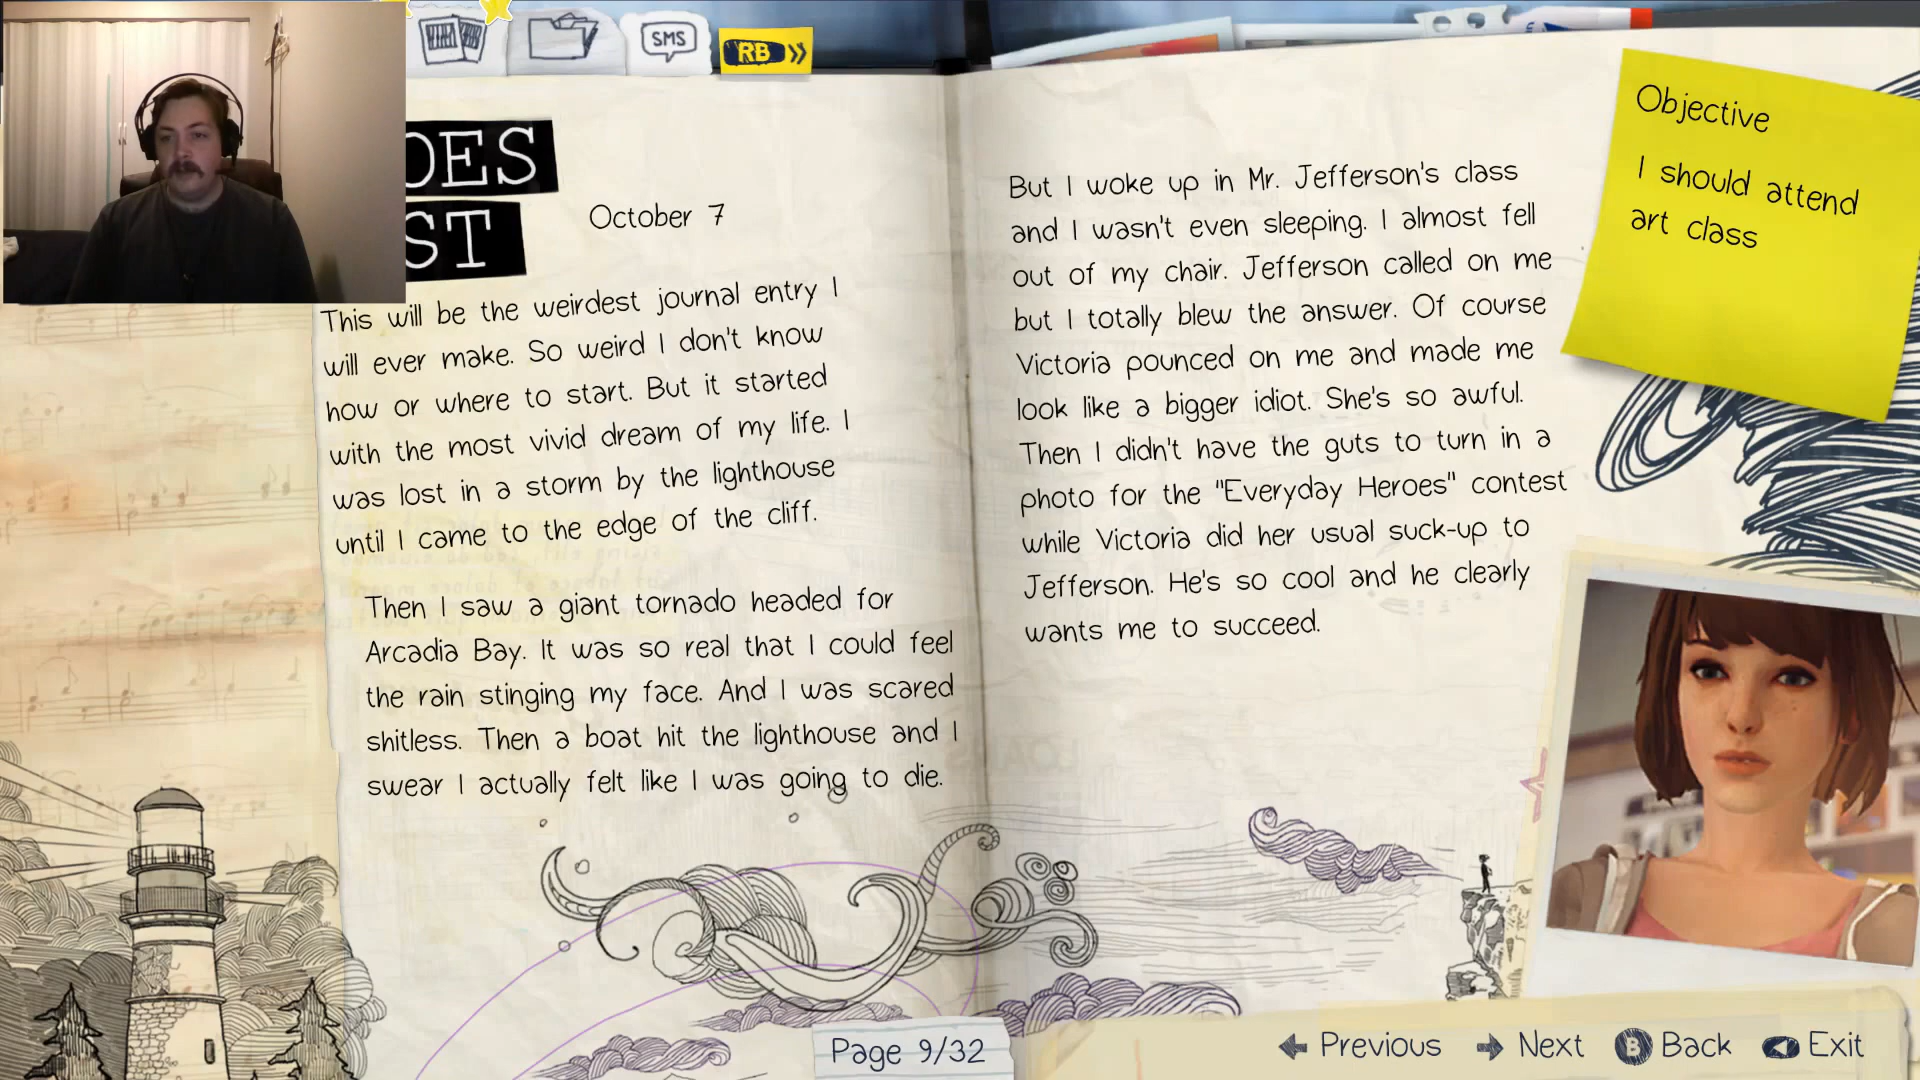 SMS
RB
OES
ST
October 7
This will be the weirdest journal entry I
will ever make. So weird I don't know
how or where to start. But it started
with the most vivid dream of my life. I
was lost in a storm by the lighthouse
until I came to the edge of the cliff.
Then I saw a giant tornado headed for
Arcadia Bay. It was so real that I could feel
the rain stinging my face. And I was scared
shitless. Then a boat hit the lighthouse and I
swear I actually felt like I was going to die.
But I woke up in Mr. Jefferson's class
and I wasn't even sleeping. I almost fell
out of my chair. Jefferson called on me
but I totally blew the answer. Of course
Victoria pounced on me and made me
look like a bigger idiot. She's so awful.
Then I didn't have the guts to turn in a
photo for the "Everyday Heroes" contest
while Victoria did her usual suck-up to
Jefferson. He's so cool and he clearly
wants me to succeed.
Objective
I should attend
art class
Page 9/32
Previous
Next
B Back
Exit